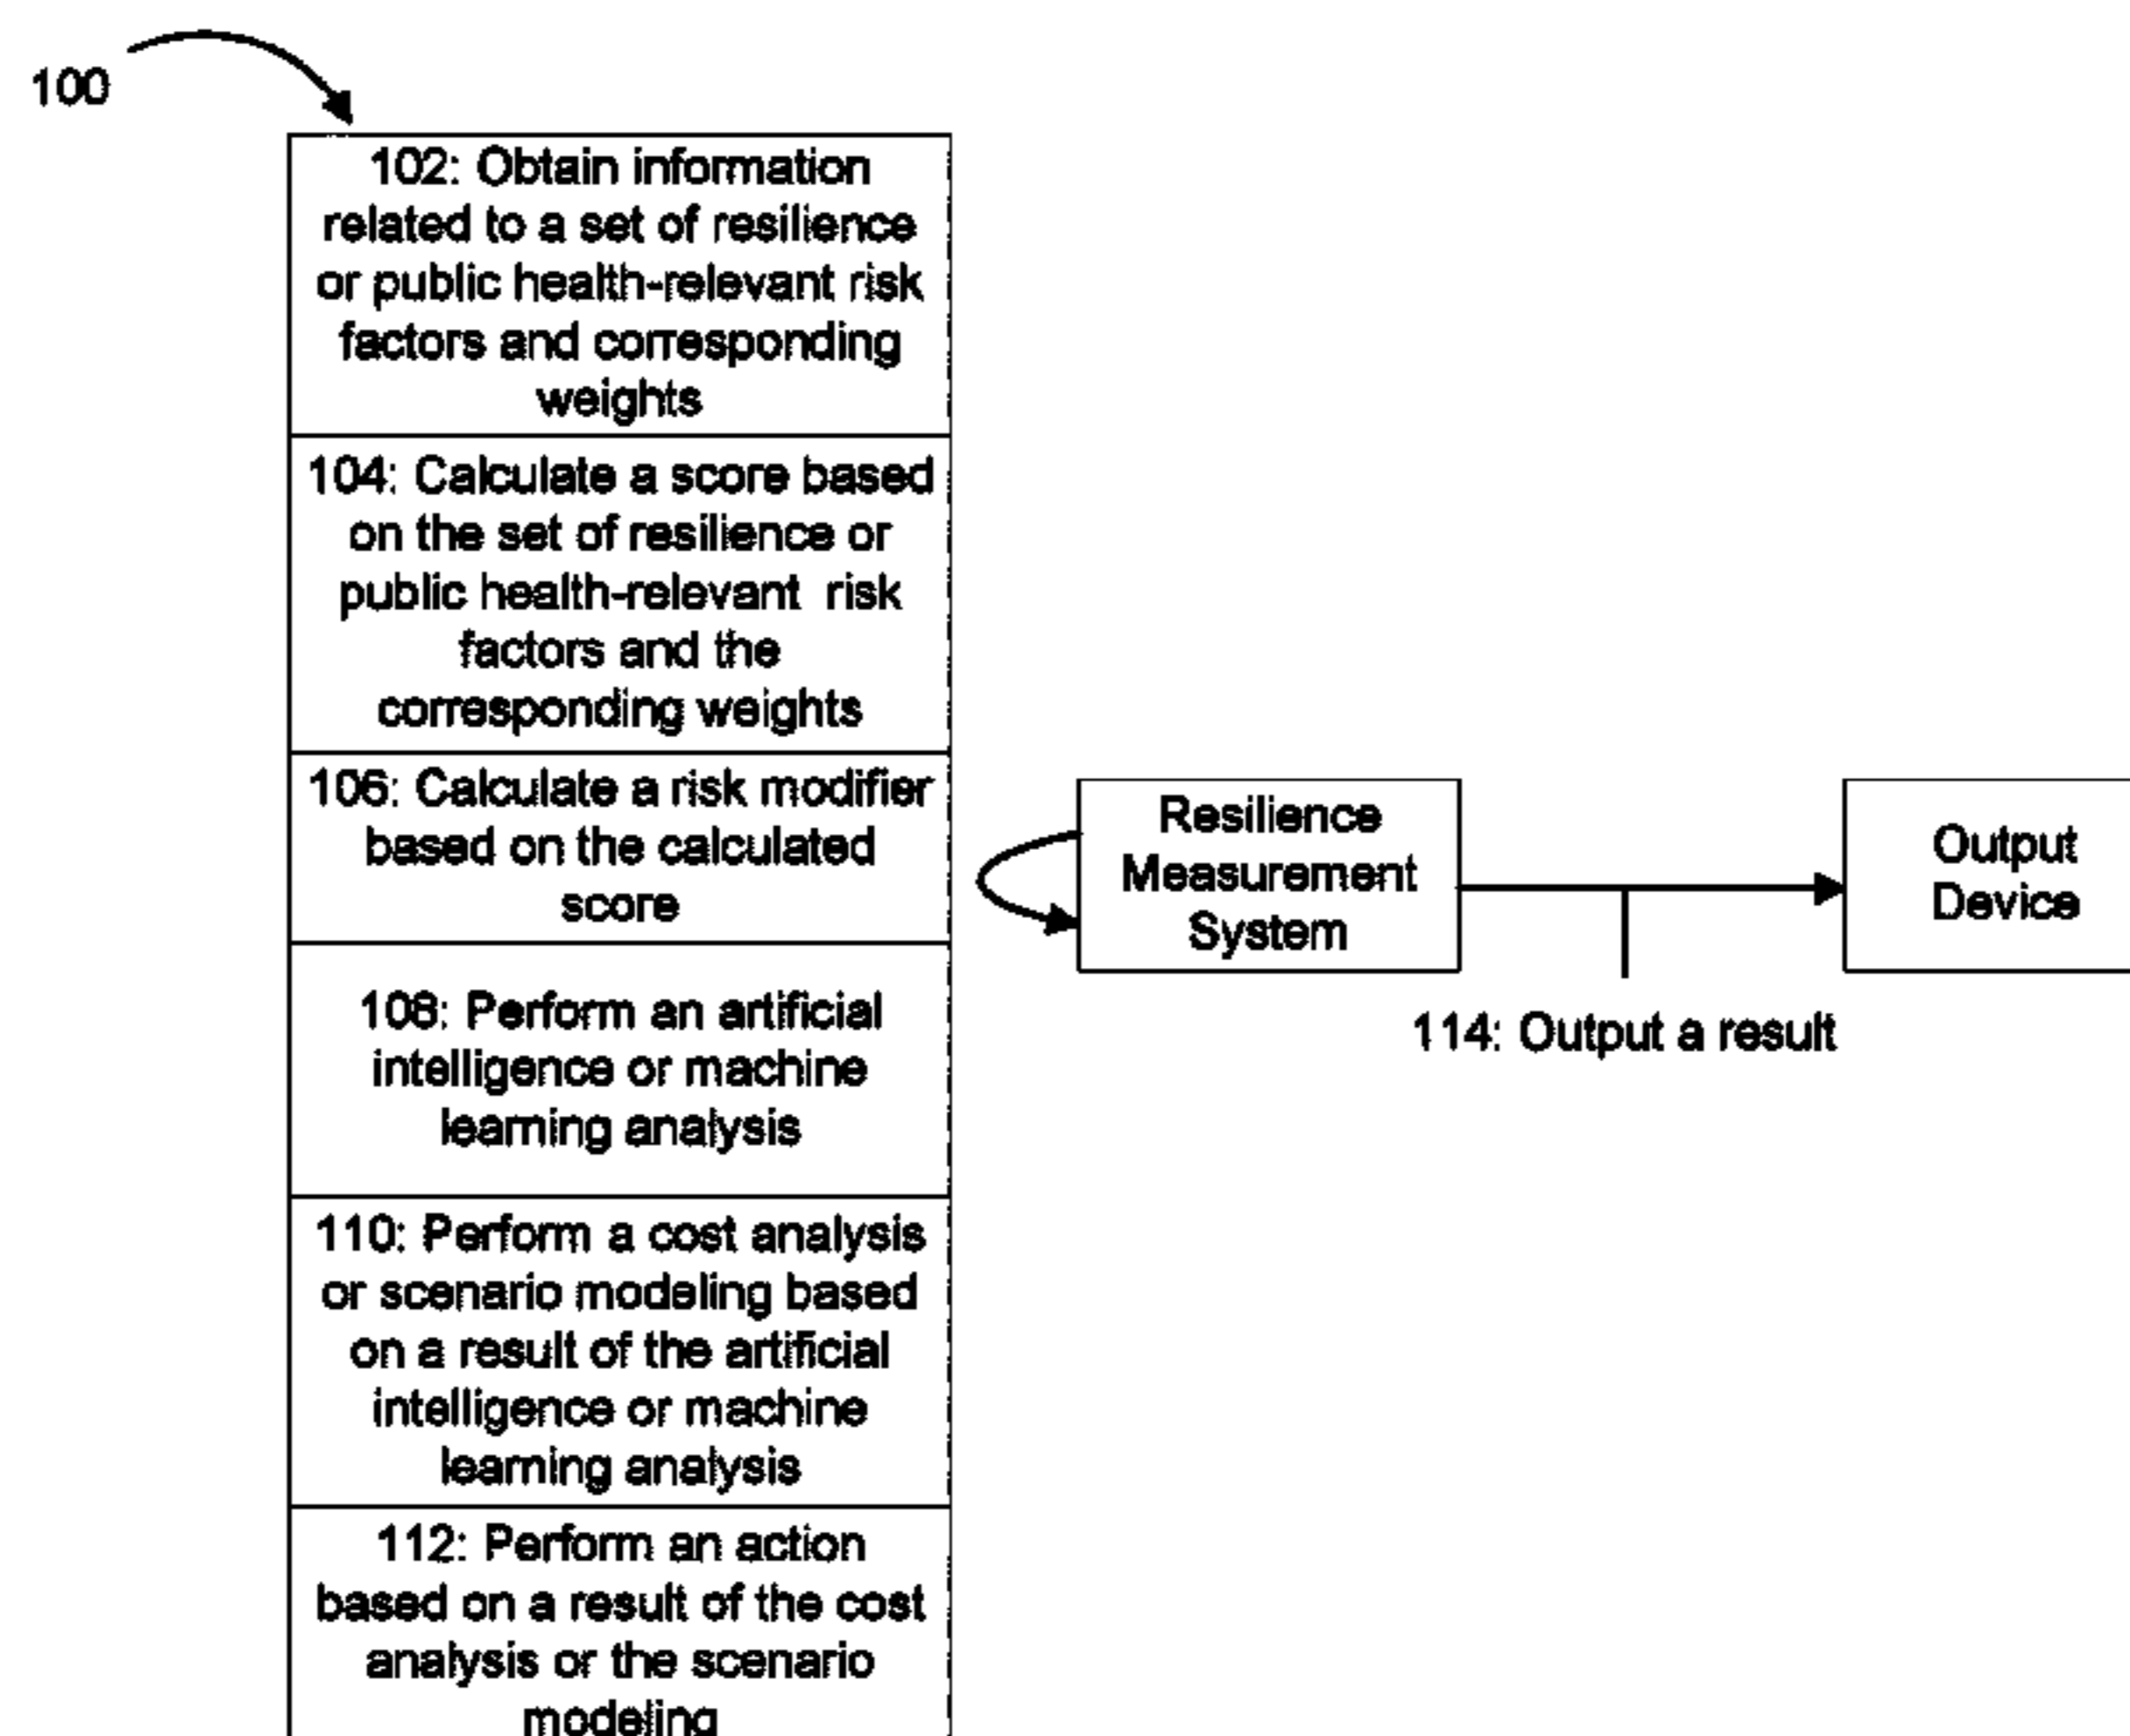 100
102: Obtain information
related to a set of resilience
or public health-relevant risk
factors and corresponding
weights
104: Calculate a score based
on the set of resilience or
public health-relevant risk
factors and the
corresponding weights
106: Calculate a risk modifier
based on the calculated
score
108: Perform an artificial
intelligence or machine
learning analysis
110: Perform a cost analysis
or scenario modeling based
on a result of the artificial
intelligence or machine
learning analysis
112: Perform an action
based on a result of the cost
analysis or the scenario
modeling
Resilience
Measurement
System
114: Output a result
Output
Device